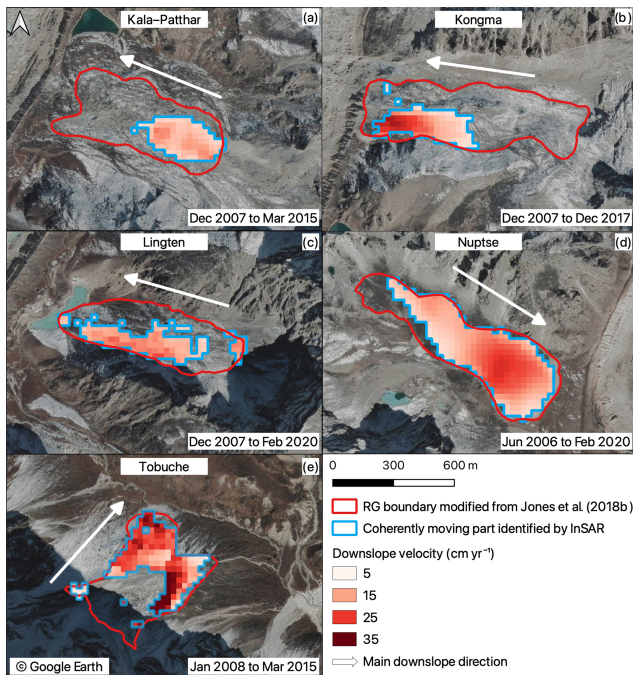 Kala–Patthar
(a)
Dec 2007 to Mar 2015
Kongma
(b)
Dec 2007 to Dec 2017
Lingten
(c)
Dec 2007 to Feb 2020
Nuptse
(d)
Jun 2006 to Feb 2020
Tobuche
(e)
© Google Earth
Jan 2008 to Mar 2015
0 300 600 m
RG boundary modified from Jones et al. (2018b)
Coherently moving part identified by InSAR
Downslope velocity (cm yr⁻¹)
5
15
25
35
Main downslope direction